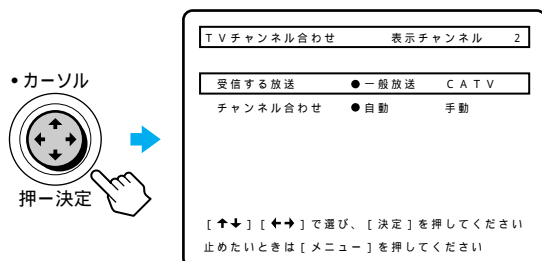 •カーソル
押ー決定
TVチャンネル合わせ 表示チャンネル 2
受信する放送 ●一般放送 CATV
チャンネル合わせ ●自動 手動
[↑↓][←→]で選び、[決定]を押してください
止めたいときは[メニュー]を押してください